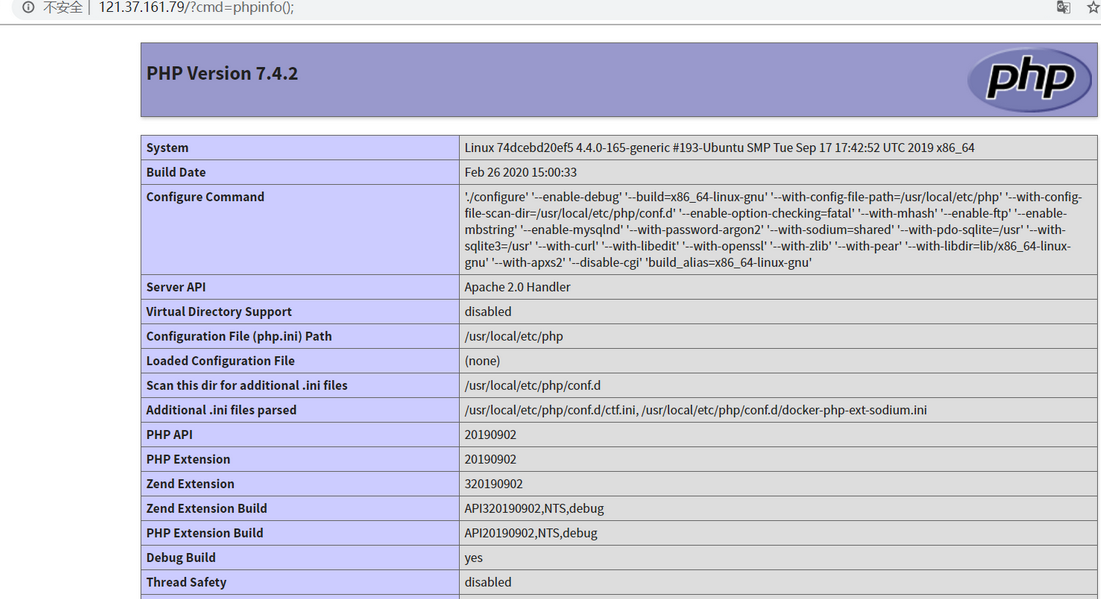 不安全 121.37.161.79/?cmd=phpinfo();
PHP Version 7.4.2
php
System Linux 74dcebd20ef5 4.4.0-165-generic #193-Ubuntu SMP Tue Sep 17 17:42:52 UTC 2019 x86_64
Build Date Feb 26 2020 15:00:33
Configure Command './configure' '--enable-debug' '--build=x86_64-linux-gnu' '--with-config-file-path=/usr/local/etc/php' '--with-config-
file-scan-dir=/usr/local/etc/php/conf.d' '--enable-option-checking=fatal' '--with-mhash' '--enable-ftp' '--enable-
mbstring' '--enable-mysqlnd' '--with-password-argon2' '--with-sodium=shared' '--with-pdo-sqlite=/usr' '--with-
sqlite3=/usr' '--with-curl' '--with-libedit' '--with-openssl' '--with-zlib' '--with-pear' '--with-libdir=lib/x86_64-linux-
gnu' '--with-apxs2' '--disable-cgi' 'build_alias=x86_64-linux-gnu'
Server API Apache 2.0 Handler
Virtual Directory Support disabled
Configuration File (php.ini) Path /usr/local/etc/php
Loaded Configuration File (none)
Scan this dir for additional .ini files /usr/local/etc/php/conf.d
Additional .ini files parsed /usr/local/etc/php/conf.d/ctf.ini, /usr/local/etc/php/conf.d/docker-php-ext-sodium.ini
PHP API 20190902
PHP Extension 20190902
Zend Extension 320190902
Zend Extension Build API320190902,NTS,debug
PHP Extension Build API20190902,NTS,debug
Debug Build yes
Thread Safety disabled